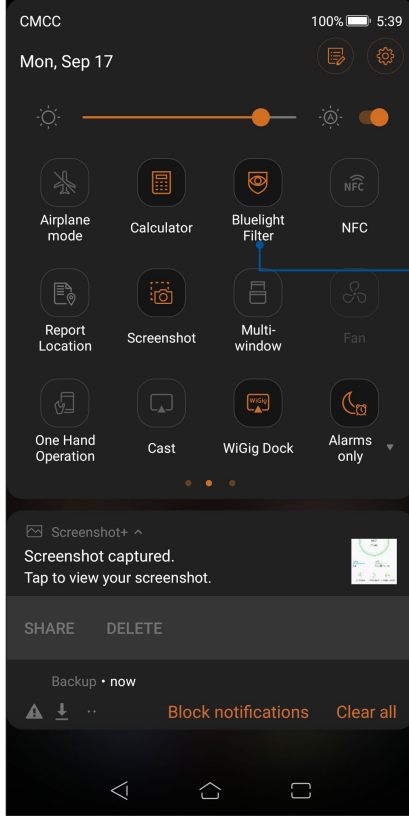 CMCC
100% 5:39
Mon, Sep 17
A
NFC
Airplane
mode
Calculator
Bluelight
Filter
NFC
Report
Location
Screenshot
Multi-
window
Fan
WiGig
One Hand
Operation
Cast
WiGig Dock
Alarms
only
Screenshot+
Screenshot captured.
Tap to view your screenshot.
SHARE DELETE
Backup • now
Block notifications Clear all